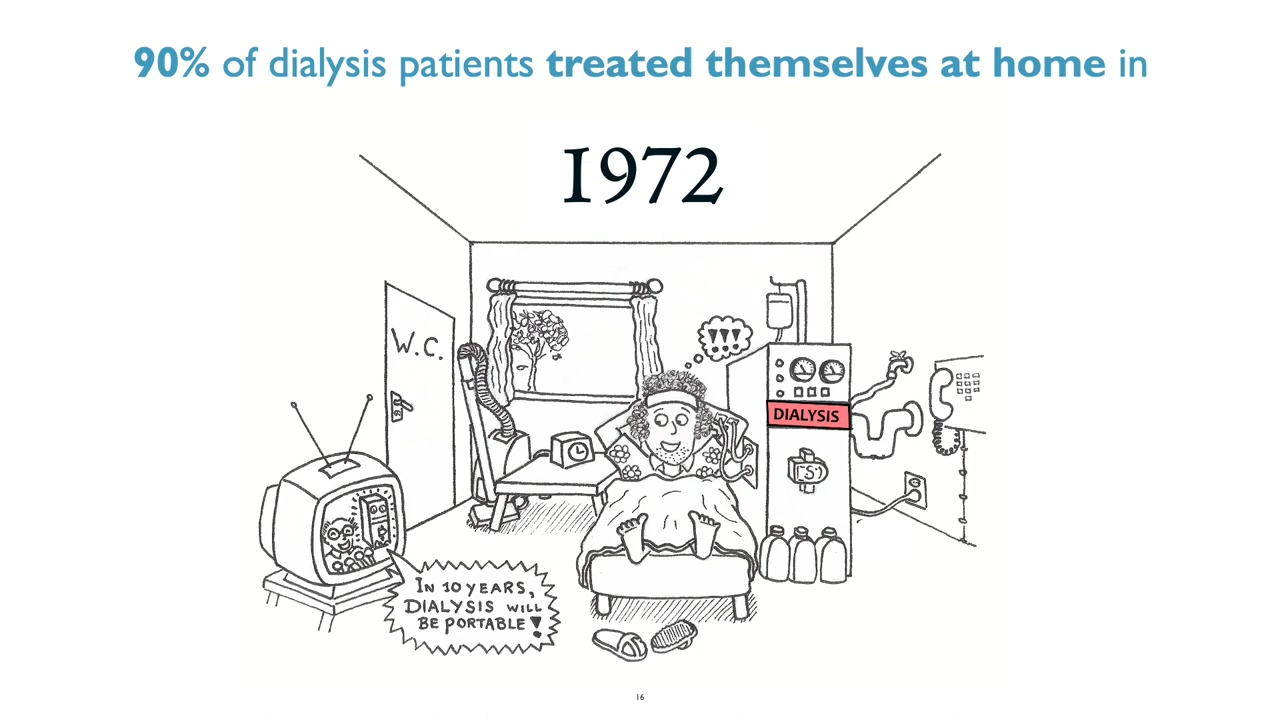 90% of dialysis patients treated themselves at home in
1972
W.C.
!!!
DIALYSIS
IN 10 YEARS,
DIALYSIS WILL
BE PORTABLE!
16